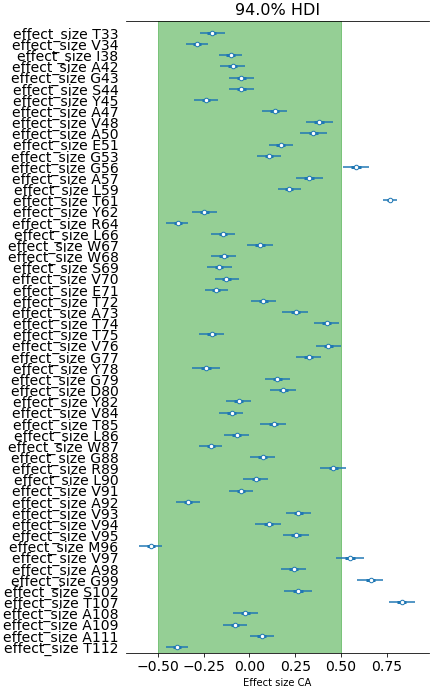 94.0% HDI
effect_size T33
effect_size V34
effect_size I38
effect_size A42
effect_size G43
effect_size S44
effect_size Y45
effect_size A47
effect_size V48
effect_size A50
effect_size E51
effect_size G53
effect_size G56
effect_size A57
effect_size L59
effect_size T61
effect_size Y62
effect_size R64
effect_size L66
effect_size W67
effect_size W68
effect_size S69
effect_size V70
effect_size E71
effect_size T72
effect_size A73
effect_size T74
effect_size T75
effect_size V76
effect_size G77
effect_size Y78
effect_size G79
effect_size D80
effect_size Y82
effect_size V84
effect_size T85
effect_size L86
effect_size W87
effect_size G88
effect_size R89
effect_size L90
effect_size V91
effect_size A92
effect_size V93
effect_size V94
effect_size V95
effect_size M96
effect_size V97
effect_size A98
effect_size G99
effect_size S102
effect_size T107
effect_size A108
effect_size A109
effect_size A111
effect_size T112
−0.50 −0.25 0.00 0.25 0.50 0.75
Effect size CA